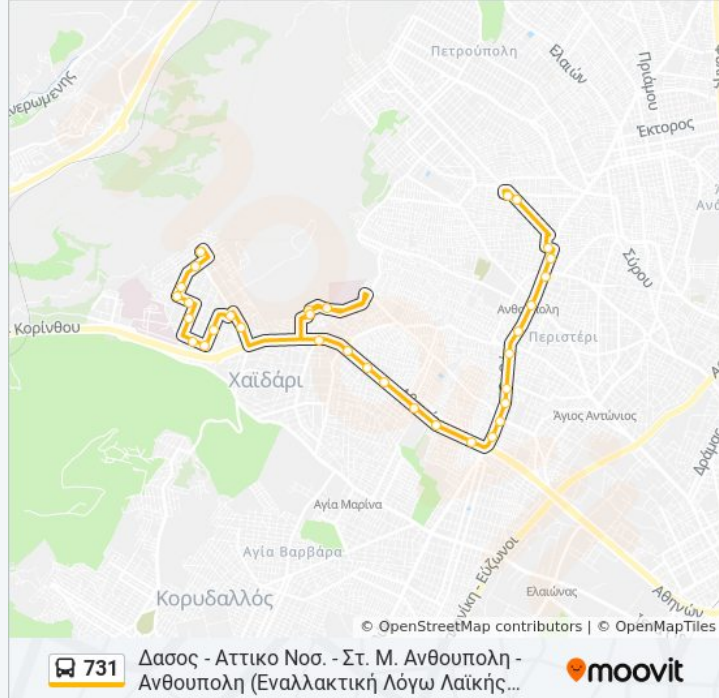 Πετρούπολη
Ελαιών
Πριάμου
Έκτορος
Σύρου
Ανθούπολη
Περιστέρι
Κορίνθου
Χαϊδάρι
Άγιος Αντώνιος
Δράμας
Αγία Μαρίνα
Αγία Βαρβάρα
Ελαιώνας
Κορυδαλλός
Αθηνών
© OpenStreetMap contributors | © OpenMapTiles
731
Δασος - Αττικο Νοσ. - Στ. Μ. Ανθουπολη -
Ανθουπολη (Εναλλακτική Λόγω Λαϊκής...
moovit